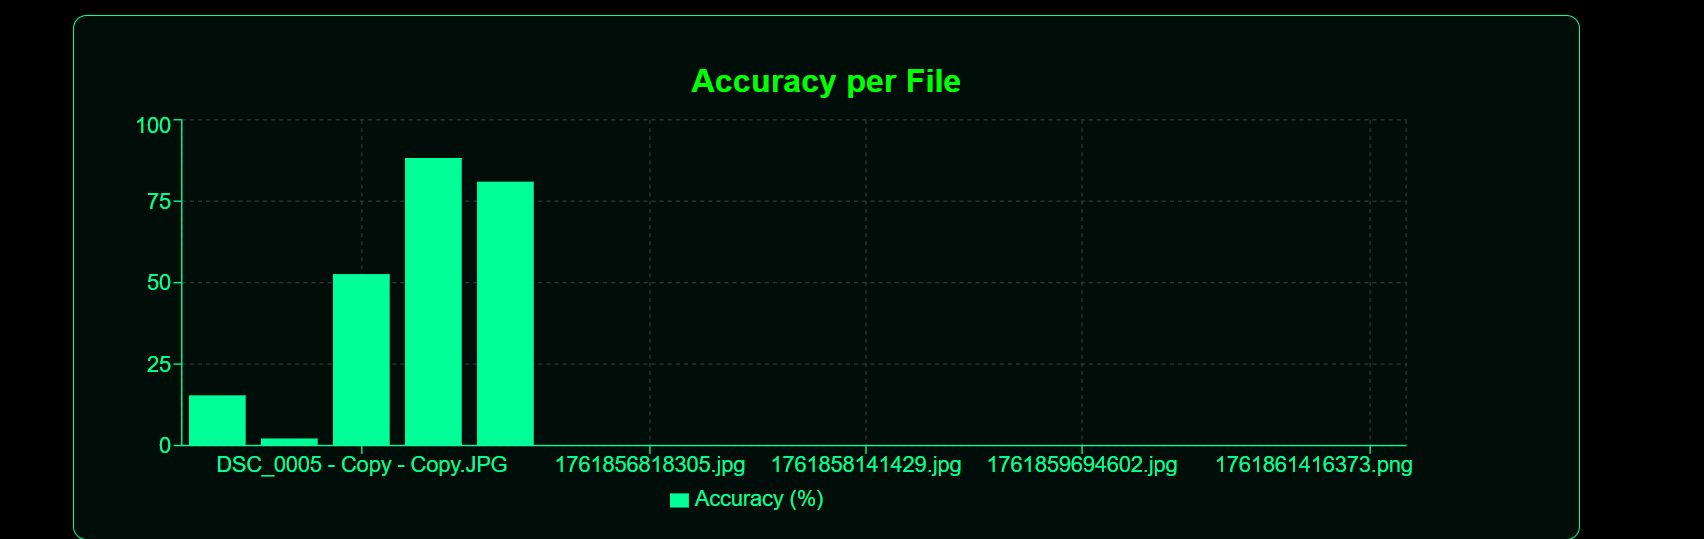 Accuracy per File
100
75
50
25
0
DSC_0005 - Copy - Copy.JPG 1761856818305.jpg 1761858141429.jpg 1761859694602.jpg 1761861416373.png
Accuracy (%)